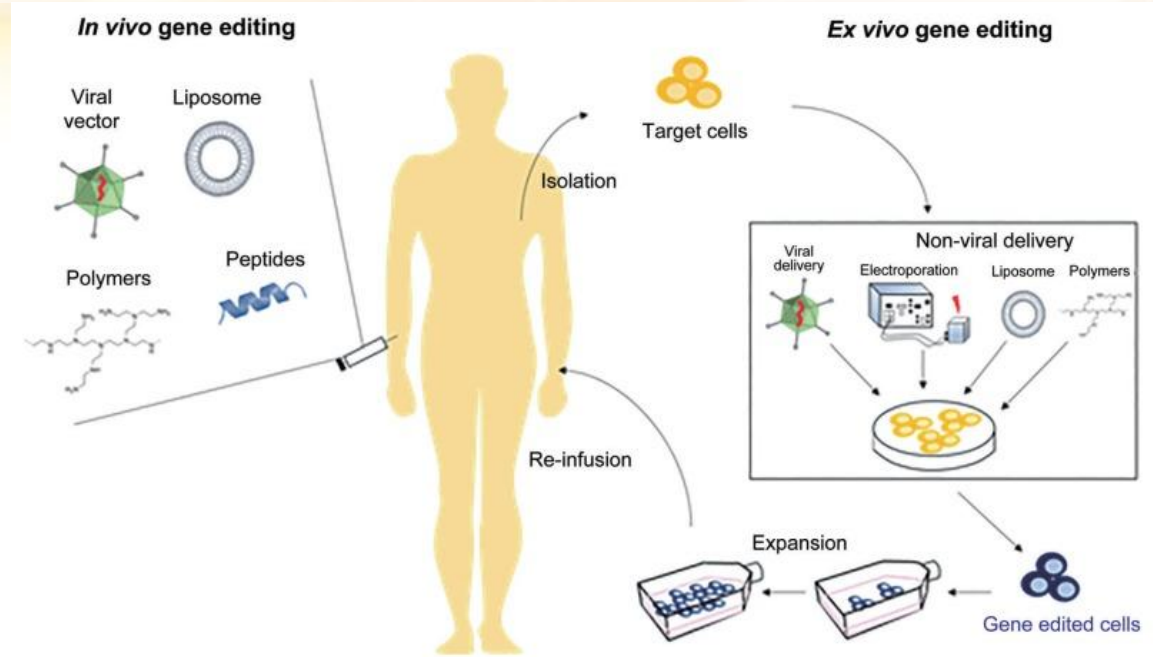 In vivo gene editing
Ex vivo gene editing
Viral
vector
Liposome
Polymers
Peptides
Isolation
Target cells
Non-viral delivery
Viral
delivery
Electroporation
Liposome
Polymers
Re-infusion
Expansion
Gene edited cells